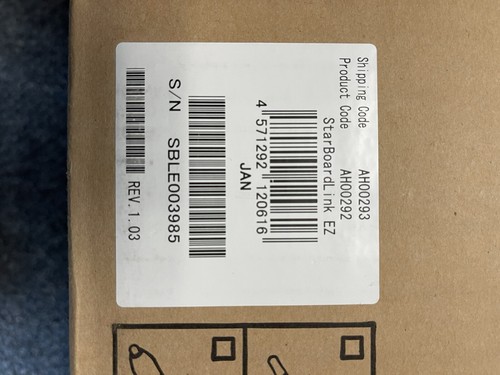 Shipping Code AH00293
Product Code AH00292
StarBoardLink EZ
4 571292 120616
JAN
S/N SBLE003985
REV.1.03